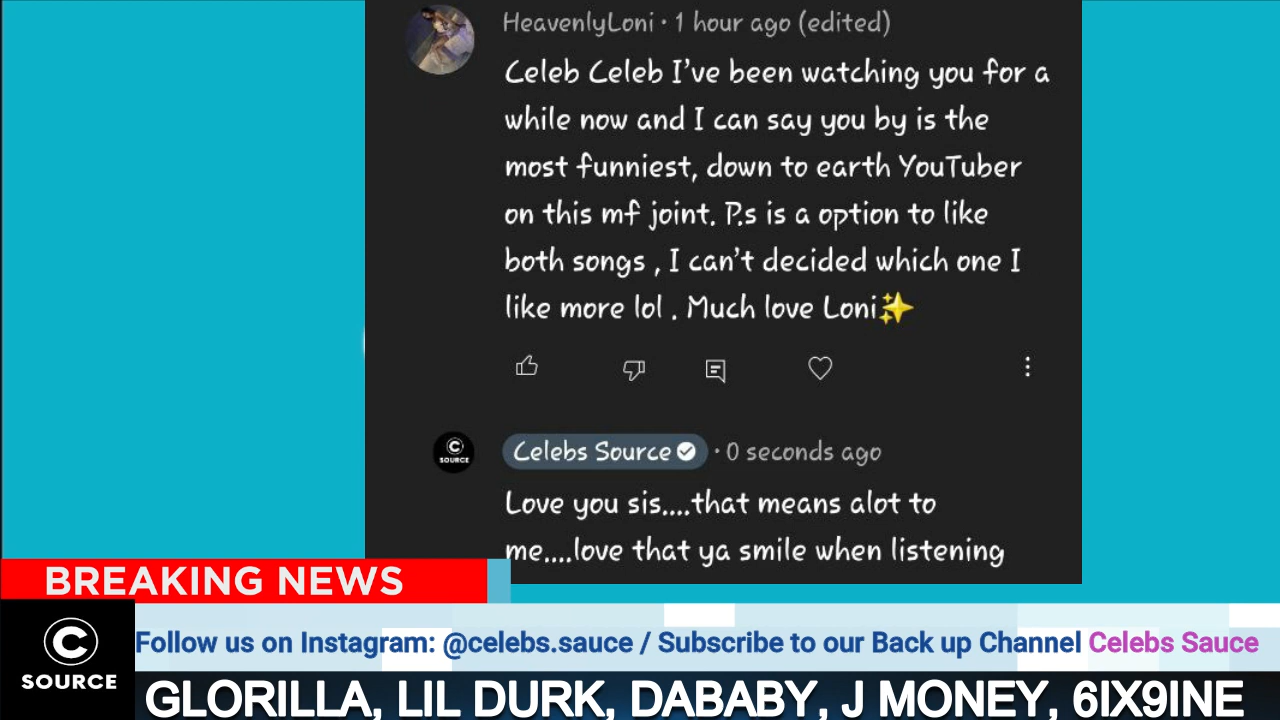 HeavenlyLoni · 1 hour ago (edited)
Celeb Celeb I've been watching you for a
while now and I can say you by is the
most funniest, down to earth YouTuber
on this mf joint. P.s is a option to like
both songs , I can't decided which one I
like more lol . Much love Loni✨
C
SOURCE
Celebs Source · 0 seconds ago
Love you sis....that means alot to
me....love that ya smile when listening
BREAKING NEWS
C
SOURCE
Follow us on Instagram: @celebs.sauce / Subscribe to our Back up Channel Celebs Sauce
GLORILLA, LIL DURK, DABABY, J MONEY, 6IX9INE